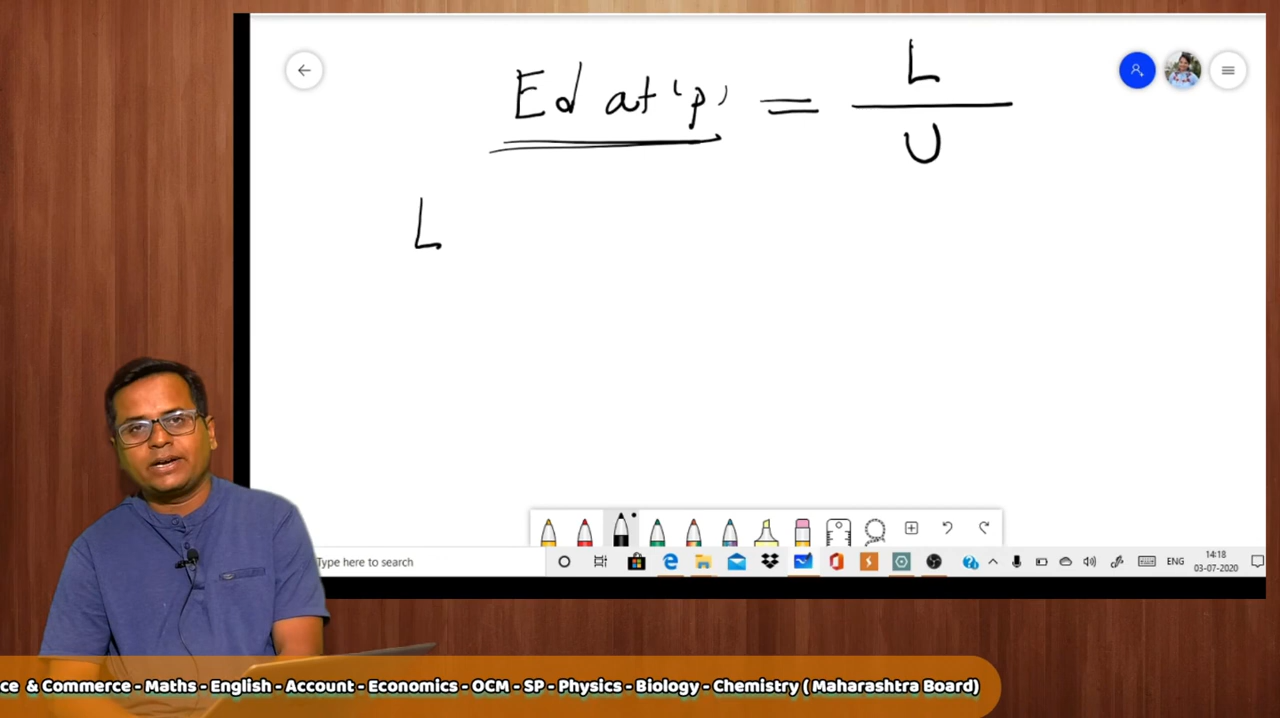 Ed at 'p' = L
U
L
Type here to search
ENG
14:18
03-07-2020
ce & Commerce - Maths - English - Account - Economics - OCM - SP - Physics - Biology - Chemistry ( Maharashtra Board)